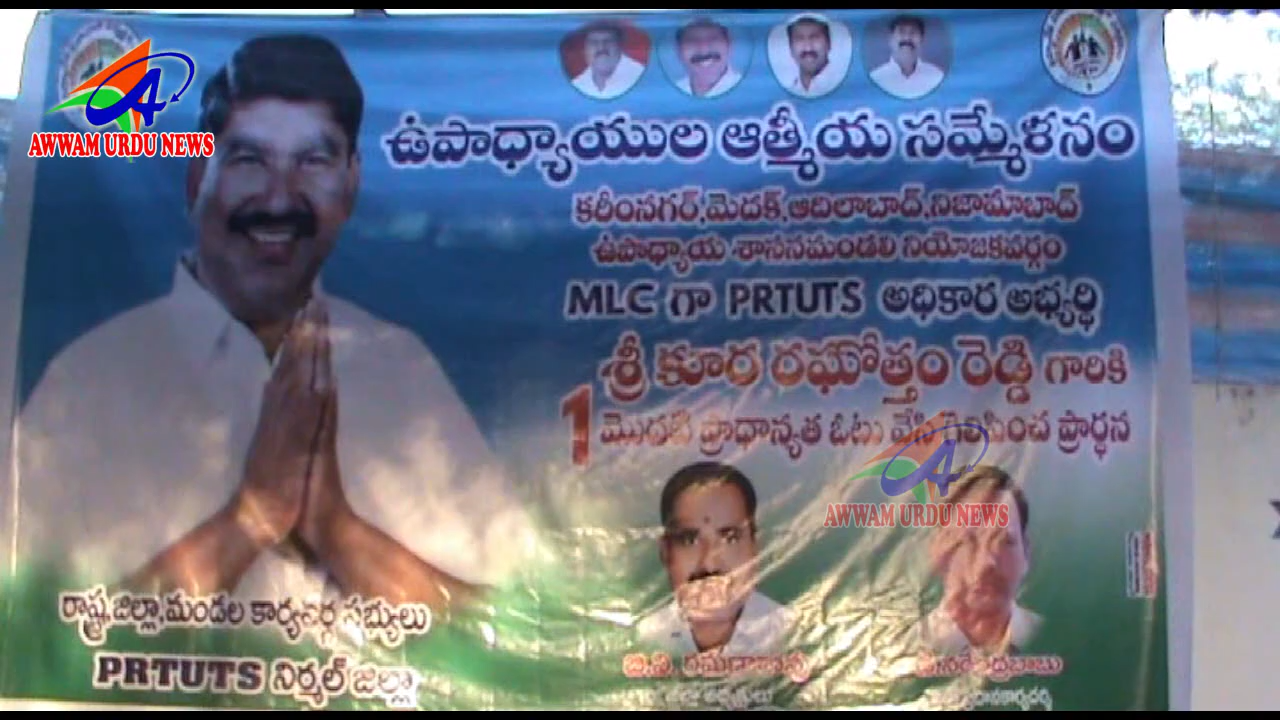 AWWAM URDU NEWS
ఉపాధ్యాయుల ఆత్మీయ సమ్మేళనం
కరీంనగర్,మెదక్,ఆదిలాబాద్,నిజామాబాద్
ఉపాధ్యాయ శాసనమండలి నియోజకవర్గం
MLC గా PRTUTS అధికార అభ్యర్థి
శ్రీ కూర రఘోత్తం రెడ్డి గారికి
1 మొదటి ప్రాధాన్యత ఓటు వేసి గెలిపించ ప్రార్థన
AWWAM URDU NEWS
రాష్ట్ర,జిల్లా,మండల కార్యవర్గ సభ్యులు
PRTUTS నిర్మల్ జిల్లా